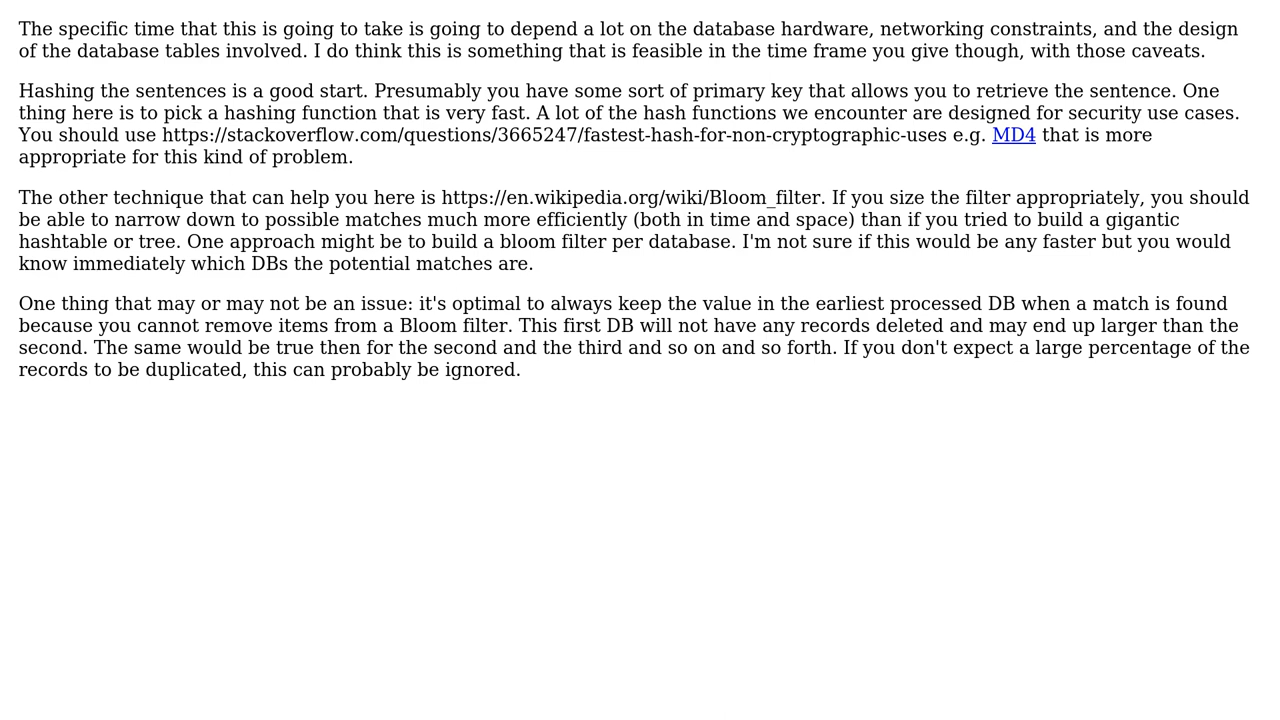 The specific time that this is going to take is going to depend a lot on the database hardware, networking constraints, and the design
of the database tables involved. I do think this is something that is feasible in the time frame you give though, with those caveats.
Hashing the sentences is a good start. Presumably you have some sort of primary key that allows you to retrieve the sentence. One
thing here is to pick a hashing function that is very fast. A lot of the hash functions we encounter are designed for security use cases.
You should use https://stackoverflow.com/questions/3665247/fastest-hash-for-non-cryptographic-uses e.g. MD4 that is more
appropriate for this kind of problem.
The other technique that can help you here is https://en.wikipedia.org/wiki/Bloom_filter. If you size the filter appropriately, you should
be able to narrow down to possible matches much more efficiently (both in time and space) than if you tried to build a gigantic
hashtable or tree. One approach might be to build a bloom filter per database. I'm not sure if this would be any faster but you would
know immediately which DBs the potential matches are.
One thing that may or may not be an issue: it's optimal to always keep the value in the earliest processed DB when a match is found
because you cannot remove items from a Bloom filter. This first DB will not have any records deleted and may end up larger than the
second. The same would be true then for the second and the third and so on and so forth. If you don't expect a large percentage of the
records to be duplicated, this can probably be ignored.